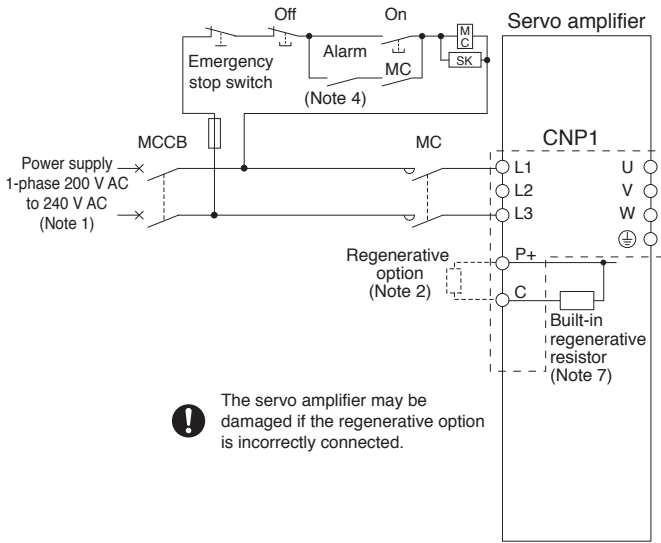 Off
On
Servo amplifier
Emergency
stop switch
Alarm
MC
SK
MC
(Note 4)
MCCB
MC
CNP1
Power supply
1-phase 200 V AC
to 240 V AC
(Note 1)
L1
U
L2
V
L3
W
Regenerative
option
(Note 2)
P+
C
Built-in
regenerative
resistor
(Note 7)
The servo amplifier may be
damaged if the regenerative option
is incorrectly connected.